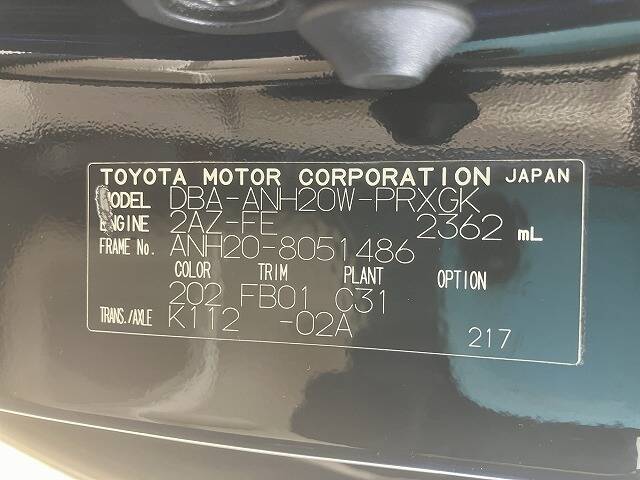 TOYOTA MOTOR CORPORATION JAPAN
MODEL DBA-ANH20W-PRXGK
ENGINE 2AZ-FE 2362 mL
FRAME No. ANH20-8051486
COLOR TRIM PLANT OPTION
202 FB01 C31
TRANS./AXLE K112 -02A
217